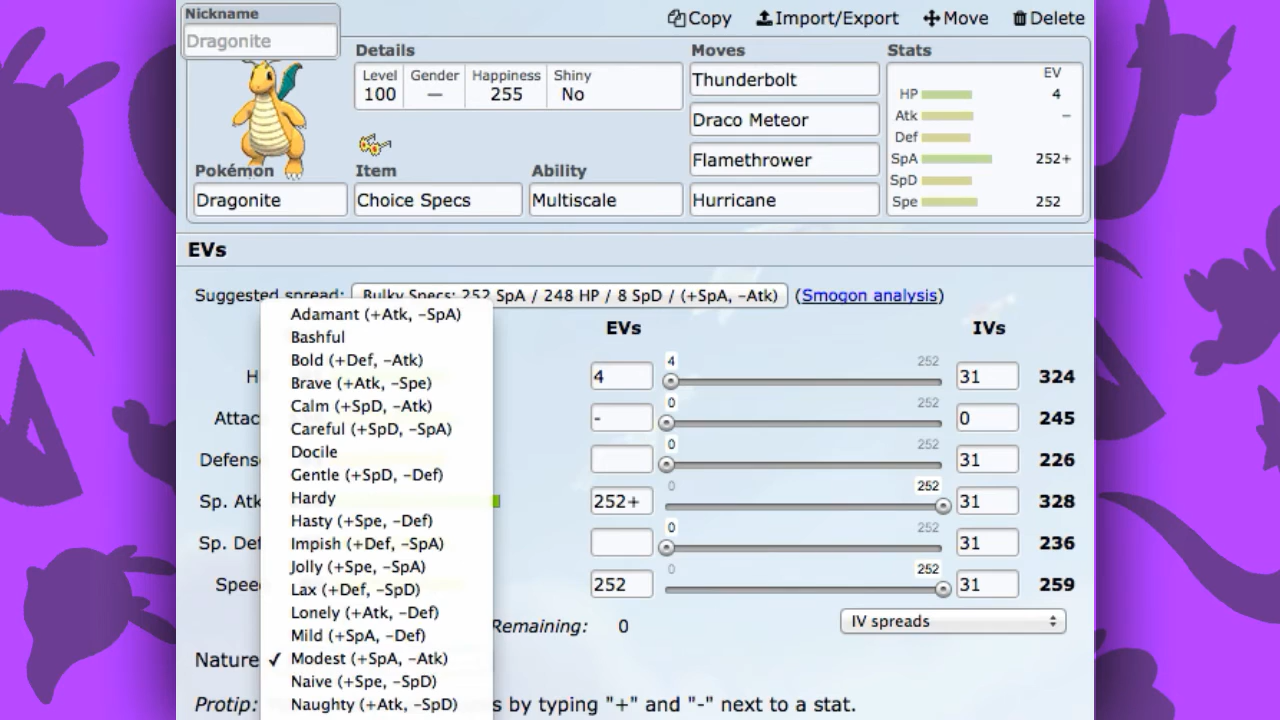 Nickname
Dragonite
Copy Import/Export Move Delete
Details
Moves
Stats
Level Gender Happiness Shiny
100 — 255 No
Thunderbolt
Draco Meteor
Flamethrower
Hurricane
EV
HP 4
Atk –
Def
SpA 252+
SpD
Spe 252
Pokémon Item Ability
Dragonite Choice Specs Multiscale
EVs
Suggested spread: Bulky Specs: 252 SpA / 248 HP / 8 SpD / (+SpA, −Atk) (Smogon analysis)
EVs IVs
H 4 4 252 31 324
Attac - 0 252 0 245
Defense 0 252 31 226
Sp. Atk 252+ 0 252 31 328
Sp. De 0 252 31 236
Speed 252 0 252 31 259
Remaining: 0 IV spreads
Nature
Adamant (+Atk, −SpA)
Bashful
Bold (+Def, −Atk)
Brave (+Atk, −Spe)
Calm (+SpD, −Atk)
Careful (+SpD, −SpA)
Docile
Gentle (+SpD, −Def)
Hardy
Hasty (+Spe, −Def)
Impish (+Def, −SpA)
Jolly (+Spe, −SpA)
Lax (+Def, −SpD)
Lonely (+Atk, −Def)
Mild (+SpA, −Def)
✓ Modest (+SpA, −Atk)
Naive (+Spe, −SpD)
Naughty (+Atk, −SpD)
Protip: s by typing "+" and "-" next to a stat.